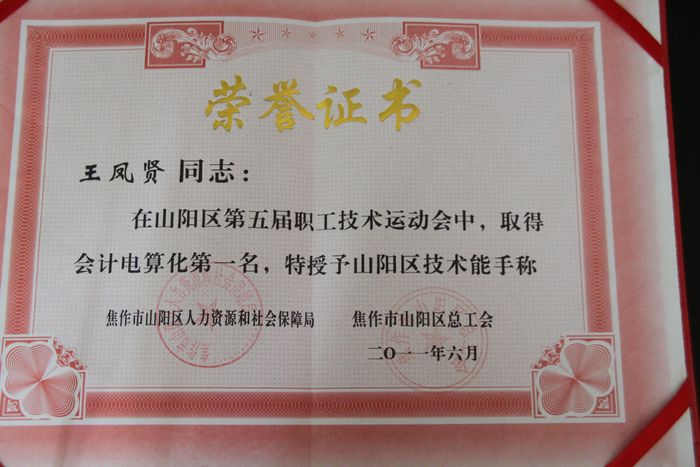 荣誉证书
王凤贤 同志：
在山阳区第五届职工技术运动会中，取得
会计电算化第一名，特授予山阳区技术能手称
焦作市山阳区人力资源和社会保障局 焦作市山阳区总工会
二〇一一年六月